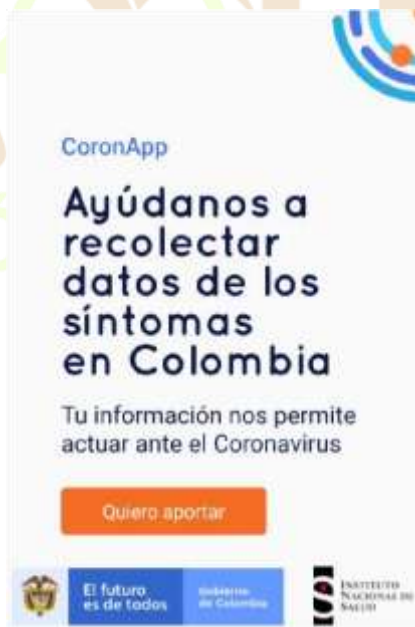 CoronApp
Ayúdanos a
recolectar
datos de los
síntomas
en Colombia
Tu información nos permite
actuar ante el Coronavirus
Quiero aportar
El futuro
es de todos
Gobierno
de Colombia
INSTITUTO
NACIONAL DE
SALUD